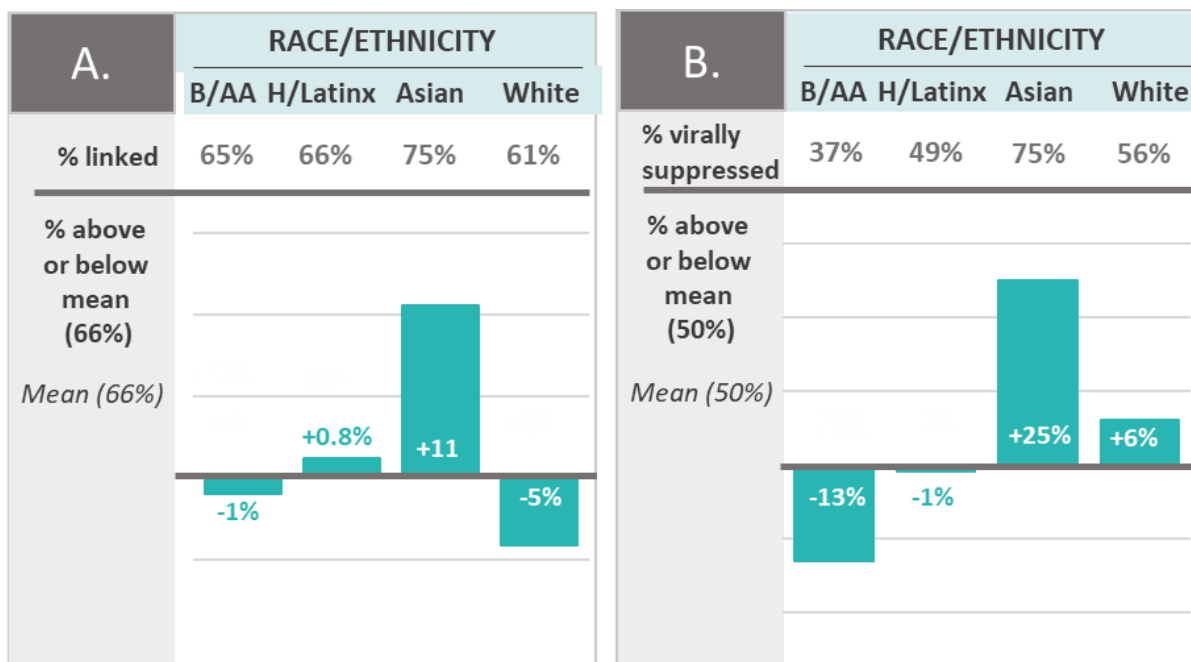 A.
RACE/ETHNICITY
B/AA H/Latinx Asian White
% linked 65% 66% 75% 61%
% above
or below
mean
(66%)
Mean (66%)
+0.8%
+11
-1%
-5%
B.
RACE/ETHNICITY
B/AA H/Latinx Asian White
% virally
suppressed
37% 49% 75% 56%
% above
or below
mean
(50%)
Mean (50%)
+25%
+6%
-13%
-1%